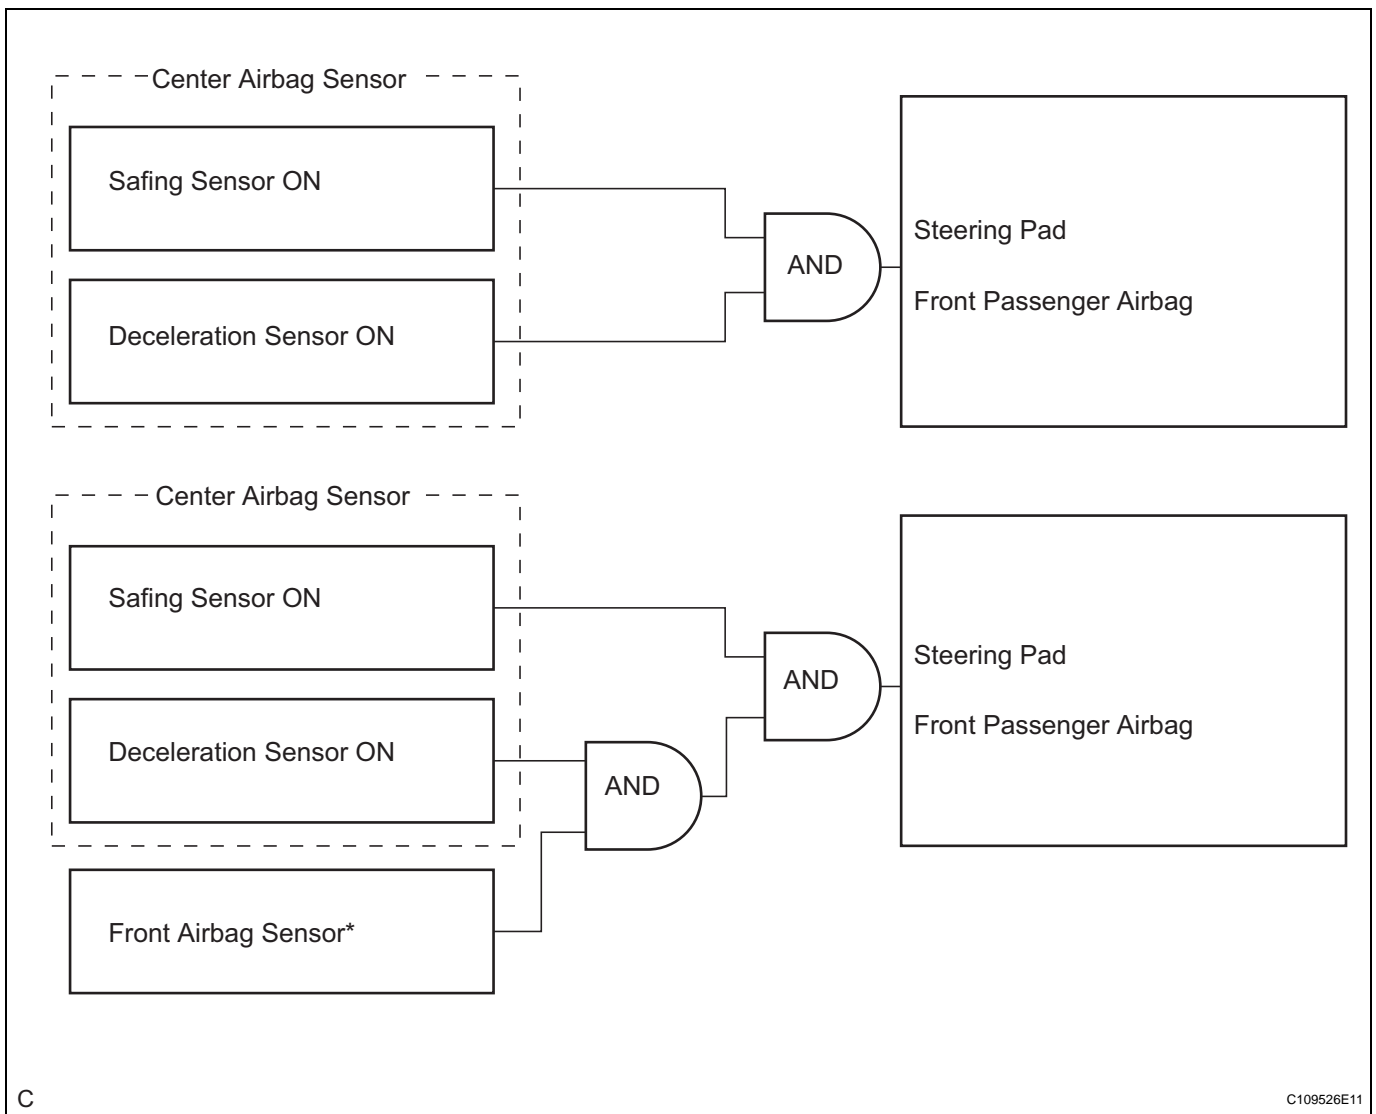 Center Airbag Sensor
Safing Sensor ON
Deceleration Sensor ON
AND
Steering Pad
Front Passenger Airbag
Center Airbag Sensor
Safing Sensor ON
Deceleration Sensor ON
Front Airbag Sensor*
AND
AND
Steering Pad
Front Passenger Airbag
C
C109526E11